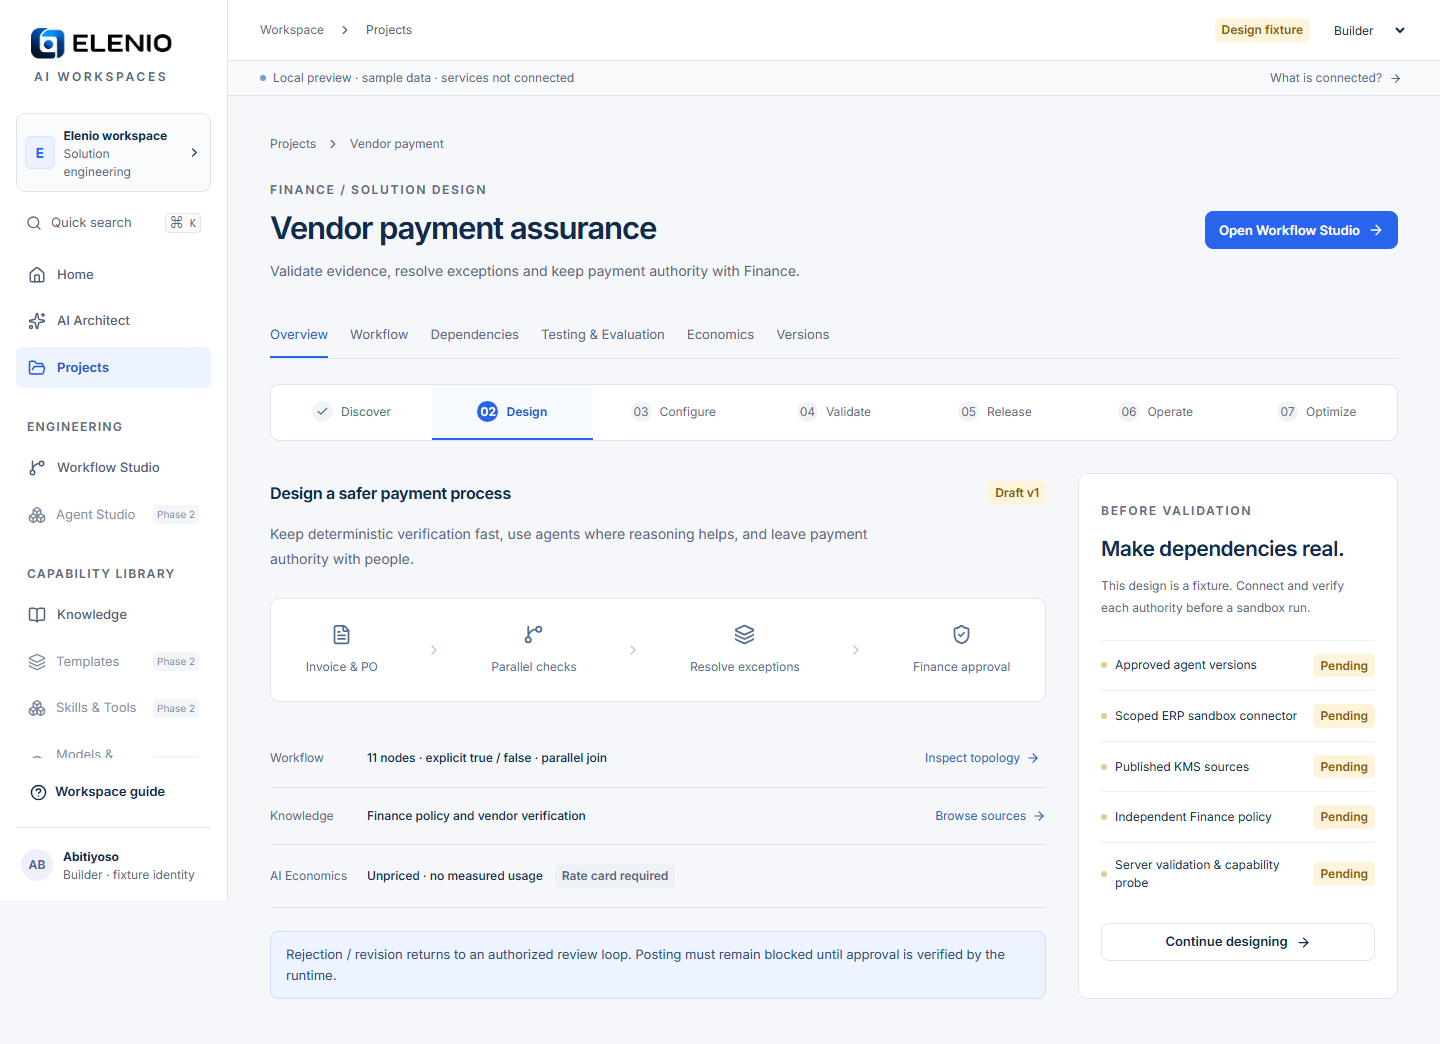 ELENIO
AI WORKSPACES
E
Elenio workspace
Solution
engineering
Quick search
⌘ K
Home
AI Architect
Projects
ENGINEERING
Workflow Studio
Agent Studio Phase 2
CAPABILITY LIBRARY
Knowledge
Templates Phase 2
Skills & Tools Phase 2
Models &
Workspace guide
AB
Abitiyoso
Builder · fixture identity
Workspace Projects
Design fixture
Builder
Local preview · sample data · services not connected
What is connected?
Projects Vendor payment
FINANCE / SOLUTION DESIGN
Vendor payment assurance
Open Workflow Studio
Validate evidence, resolve exceptions and keep payment authority with Finance.
Overview Workflow Dependencies Testing & Evaluation Economics Versions
Discover 02 Design 03 Configure 04 Validate 05 Release 06 Operate 07 Optimize
Design a safer payment process
Draft v1
Keep deterministic verification fast, use agents where reasoning helps, and leave payment
authority with people.
Invoice & PO Parallel checks Resolve exceptions Finance approval
Workflow 11 nodes · explicit true / false · parallel join Inspect topology
Knowledge Finance policy and vendor verification Browse sources
AI Economics Unpriced · no measured usage Rate card required
Rejection / revision returns to an authorized review loop. Posting must remain blocked until approval is verified by the
runtime.
BEFORE VALIDATION
Make dependencies real.
This design is a fixture. Connect and verify
each authority before a sandbox run.
Approved agent versions Pending
Scoped ERP sandbox connector Pending
Published KMS sources Pending
Independent Finance policy Pending
Server validation & capability
probe
Pending
Continue designing